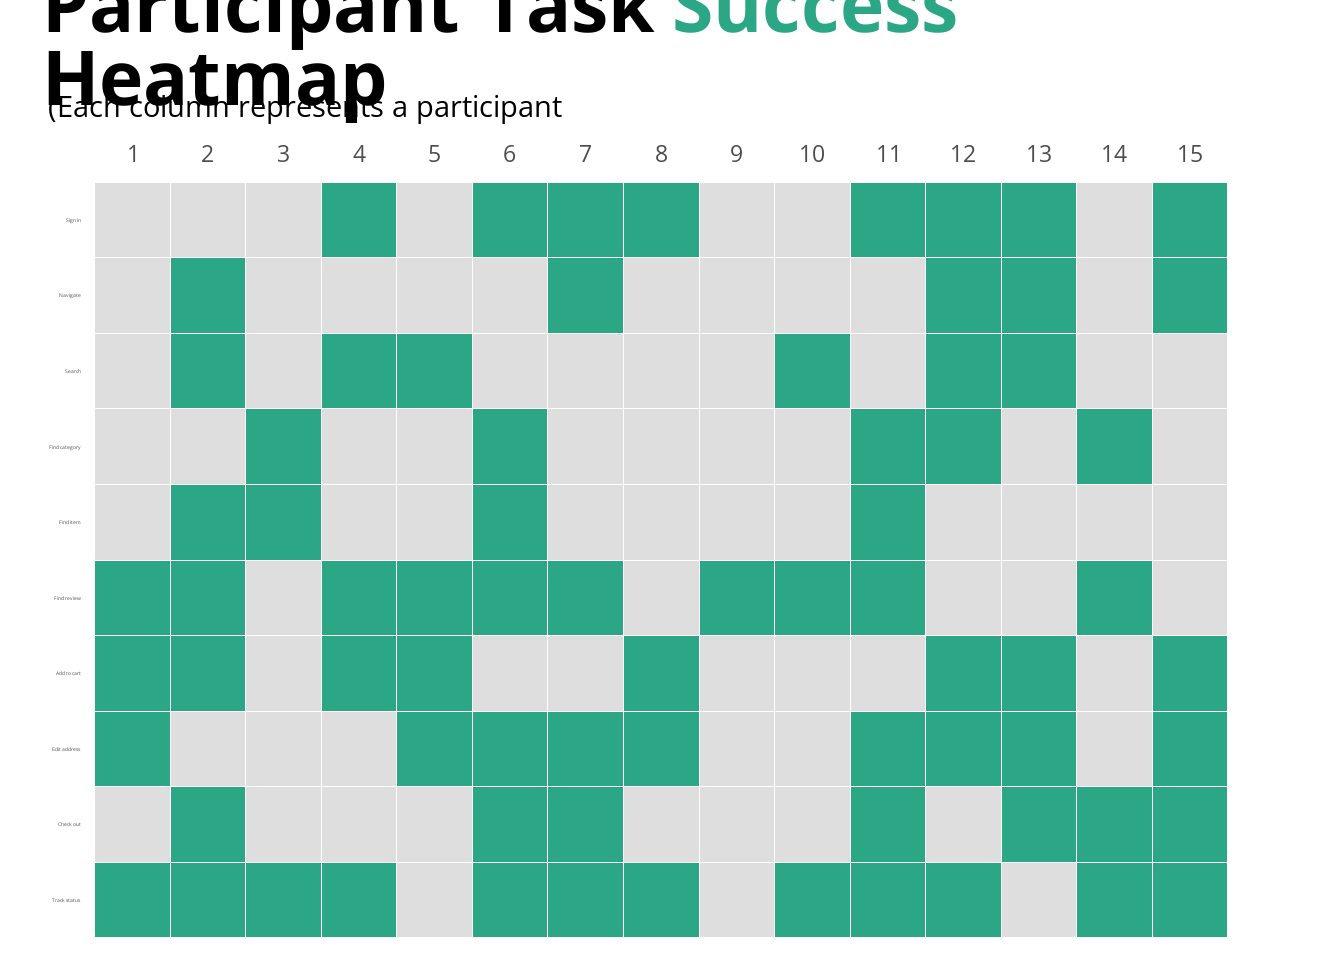 Participant Task Success
Heatmap
(Each column represents a participant
1 2 3 4 5 6 7 8 9 10 11 12 13 14 15
Sign in
Navigate
Search
Find category
Find item
Find review
Add to cart
Edit address
Check out
Track status